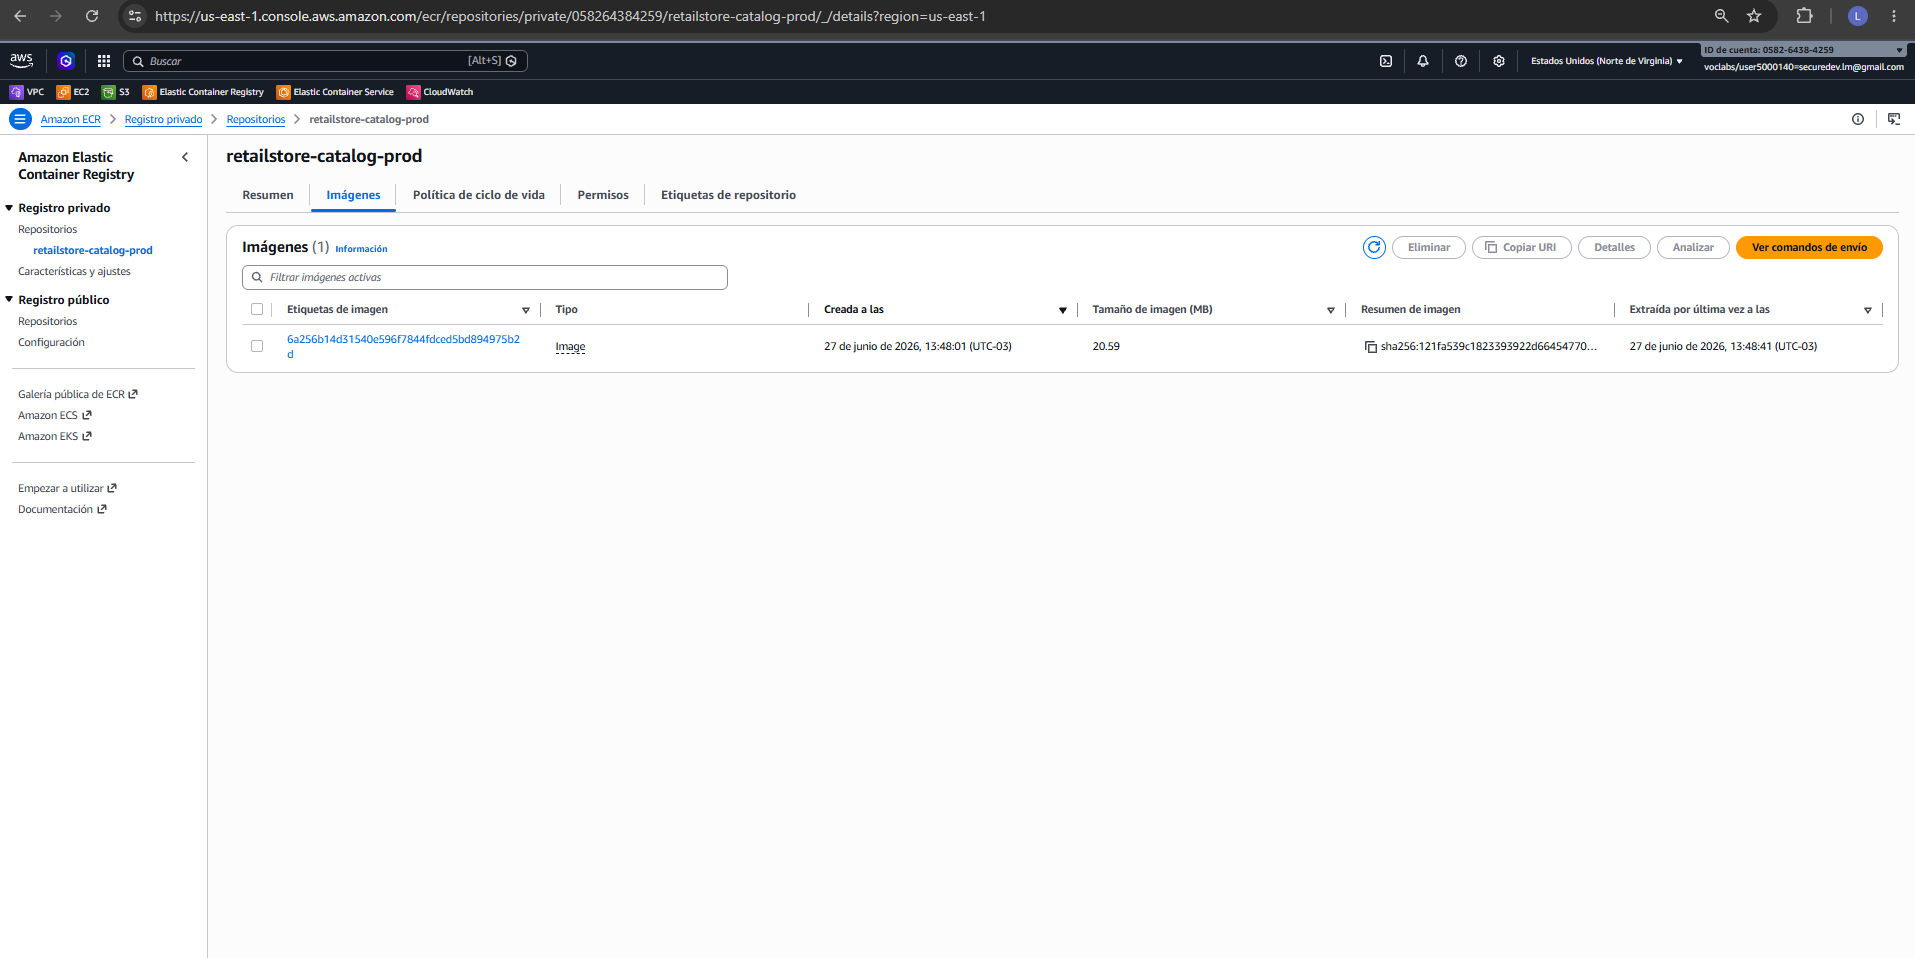 https://us-east-1.console.aws.amazon.com/ecr/repositories/private/058264384259/retailstore-catalog-prod/_/details?region=us-east-1
L
aws
Buscar
[Alt+S]
Estados Unidos (Norte de Virginia)
ID de cuenta: 0582-6438-4259
voclabs/user5000140=securedev.lm@gmail.com
VPC EC2 S3 Elastic Container Registry Elastic Container Service CloudWatch
Amazon ECR Registro privado Repositorios retailstore-catalog-prod
Amazon Elastic
Container Registry
Registro privado
Repositorios
retailstore-catalog-prod
Características y ajustes
Registro público
Repositorios
Configuración
Galería pública de ECR
Amazon ECS
Amazon EKS
Empezar a utilizar
Documentación
retailstore-catalog-prod
Resumen Imágenes Política de ciclo de vida Permisos Etiquetas de repositorio
Imágenes (1) Información
Eliminar Copiar URI Detalles Analizar Ver comandos de envío
Filtrar imágenes activas
Etiquetas de imagen Tipo Creada a las Tamaño de imagen (MB) Resumen de imagen Extraída por última vez a las
6a256b14d31540e596f7844fdced5bd894975b2
d
Image 27 de junio de 2026, 13:48:01 (UTC-03) 20.59 sha256:121fa539c1823393922d66454770... 27 de junio de 2026, 13:48:41 (UTC-03)